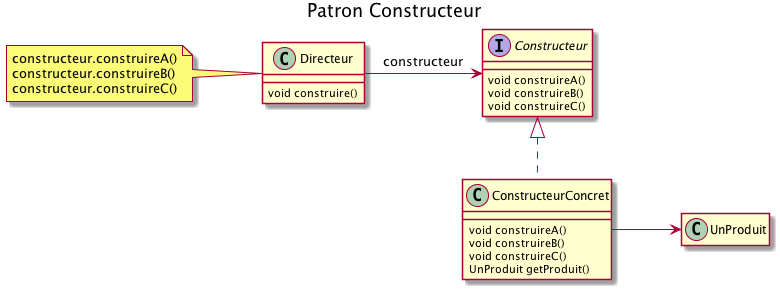 Patron Constructeur
constructeur.construireA()
constructeur.construireB()
constructeur.construireC()
C Directeur
void construire()
constructeur
I Constructeur
void construireA()
void construireB()
void construireC()
C ConstructeurConcret
void construireA()
void construireB()
void construireC()
UnProduit getProduit()
C UnProduit